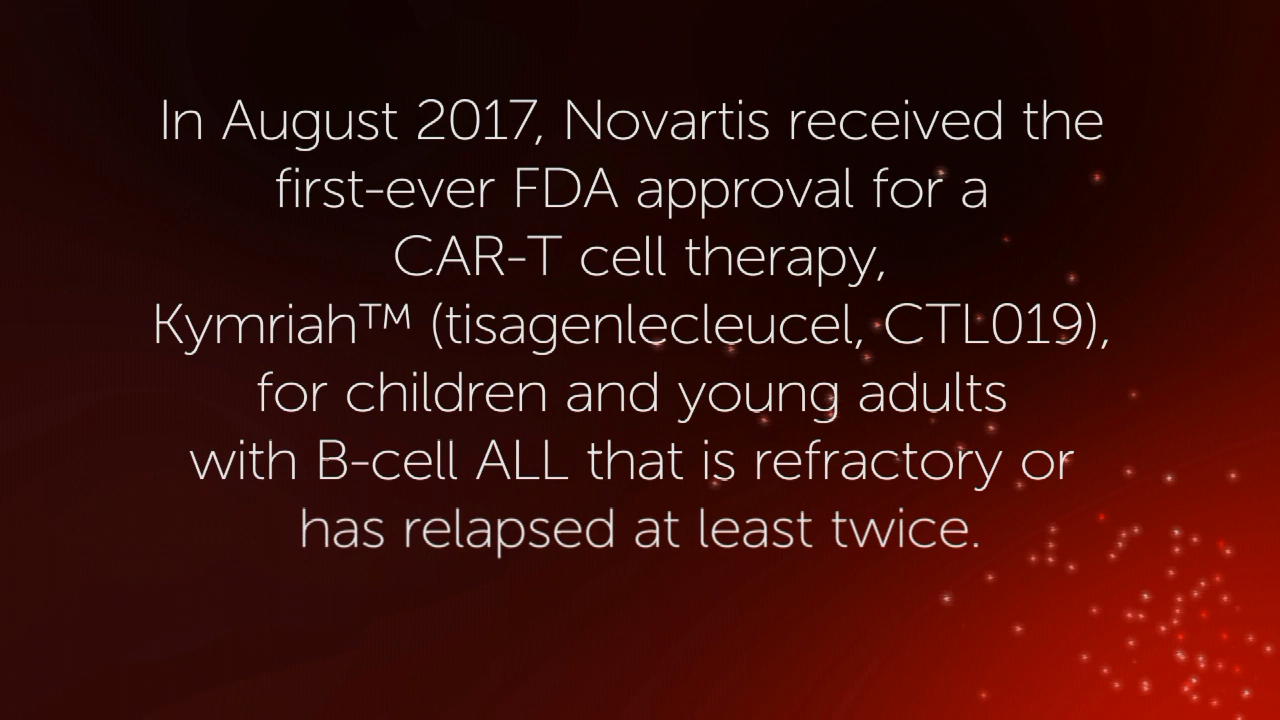 In August 2017, Novartis received the
first-ever FDA approval for a
CAR-T cell therapy,
Kymriah™ (tisagenlecleucel, CTL019),
for children and young adults
with B-cell ALL that is refractory or
has relapsed at least twice.